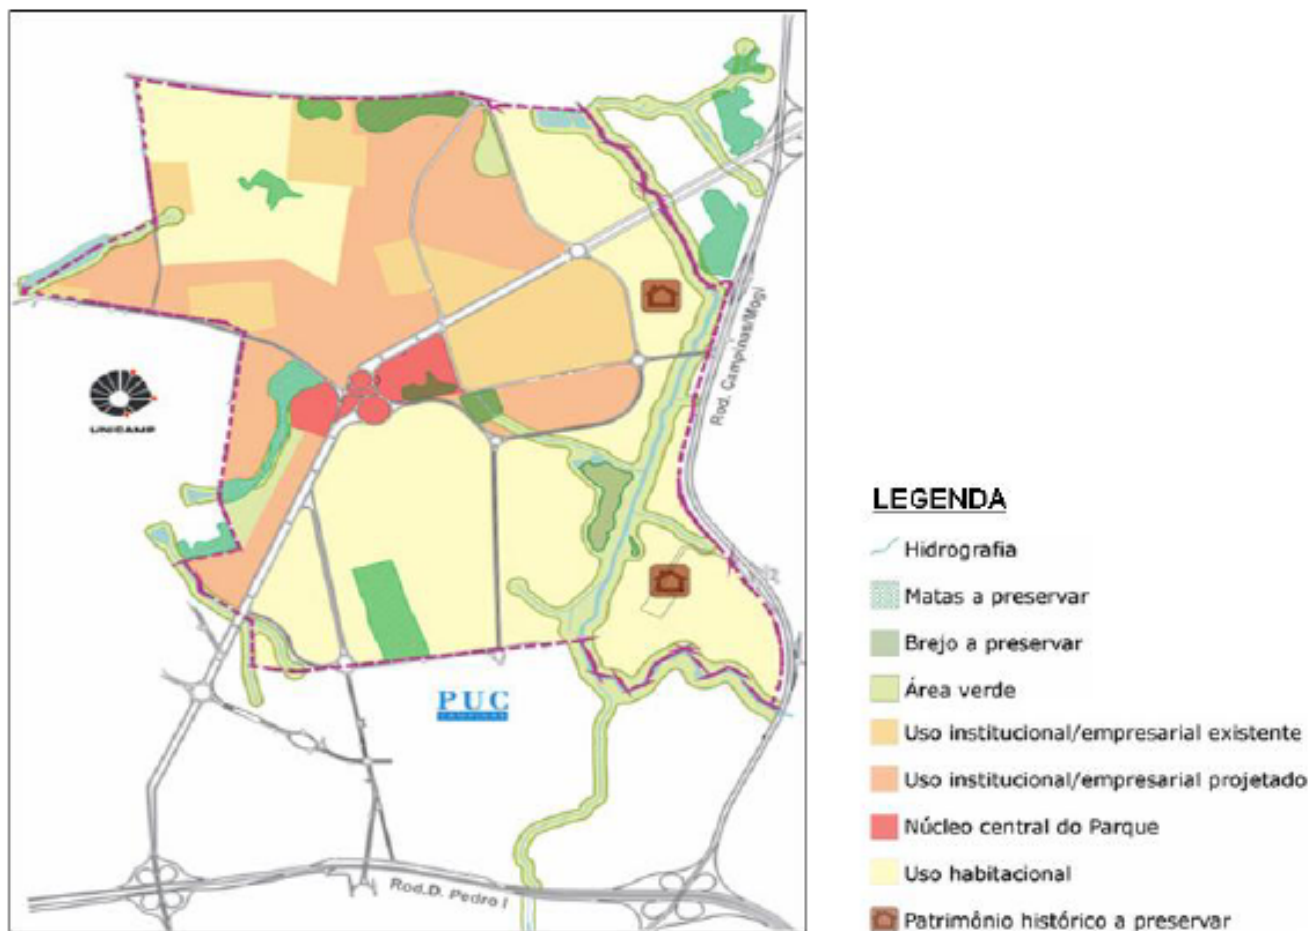 Rod. Campinas/Mogi
UNICAMP
PUC
CAMPINAS
Rod.D. Pedro I
LEGENDA
Hidrografia
Matas a preservar
Brejo a preservar
Área verde
Uso institucional/empresarial existente
Uso institucional/empresarial projetado
Núcleo central do Parque
Uso habitacional
Patrimônio histórico a preservar